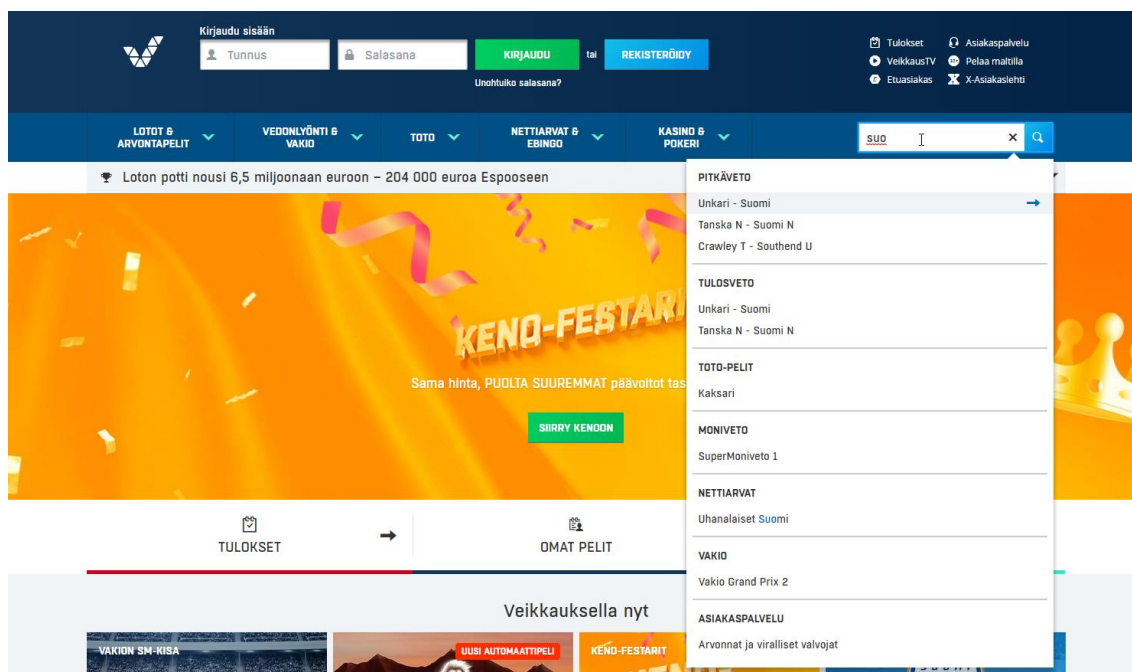 Kirjaudu sisään
Tunnus
Salasana
KIRJAUDU
tai
REKISTERÖIDY
Unohtuiko salasana?
Tulokset
Asiakaspalvelu
VeikkausTV
Pelaa maltilla
Etuasiakas
X-Asiakaslehti
LOTOT &
ARVONTAPELIT
VEDONLYÖNTI &
VAKIO
TOTO
NETTIARVAT &
EBINGO
KASINO &
POKERI
suo
Loton potti nousi 6,5 miljoonaan euroon – 204 000 euroa Espooseen
PITKÄVETO
Unkari - Suomi
Tanska N - Suomi N
Crawley T - Southend U
TULOSVETO
Unkari - Suomi
Tanska N - Suomi N
TOTO-PELIT
Kaksari
MONIVETO
SuperMoniveto 1
NETTIARVAT
Uhanalaiset Suomi
VAKIO
Vakio Grand Prix 2
ASIAKASPALVELU
Arvonnat ja viralliset valvojat
KENO-FESTARIT
Sama hinta, PUOLTA SUUREMMAT päävoitot tas
SIIRRY KENOON
TULOKSET
OMAT PELIT
Veikkauksella nyt
VAKION SM-KISA
UUSI AUTOMAATTIPELI
KENO-FESTARIT